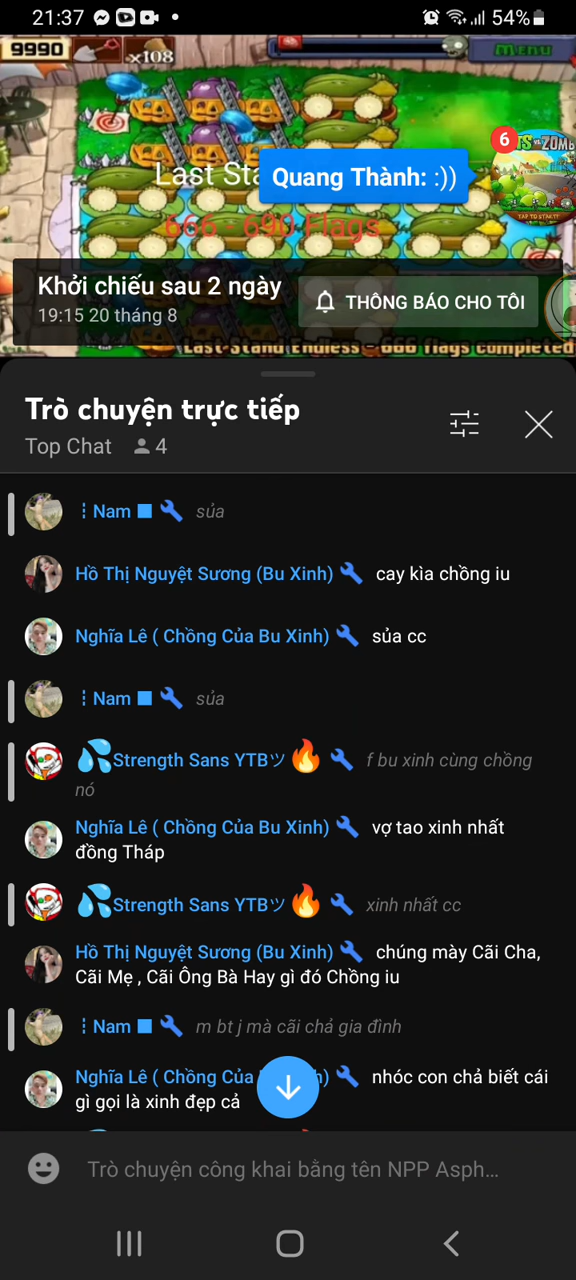 21:37
54%
9990
x108
MENU
Last Sta
Quang Thành: :))
6
TS vs. ZOMB
TAP TO START!
666 - 690 Flags
Khởi chiếu sau 2 ngày
THÔNG BÁO CHO TÔI
19:15 20 tháng 8
Last Stand Endless - 666 flags completed
Trò chuyện trực tiếp
Top Chat 4
Nam sủa
Hồ Thị Nguyệt Sương (Bu Xinh) cay kìa chồng iu
Nghĩa Lê ( Chồng Của Bu Xinh) sủa cc
Nam sủa
💦Strength Sans YTBツ🔥 f bu xinh cùng chồng
nó
Nghĩa Lê ( Chồng Của Bu Xinh) vợ tao xinh nhất
đồng Tháp
💦Strength Sans YTBツ🔥 xinh nhất cc
Hồ Thị Nguyệt Sương (Bu Xinh) chúng mày Cãi Cha,
Cãi Mẹ , Cãi Ông Bà Hay gì đó Chồng iu
Nam m bt j mà cãi chả gia đình
Nghĩa Lê ( Chồng Của h) nhóc con chả biết cái
gì gọi là xinh đẹp cả
Trò chuyện công khai bằng tên NPP Asph...